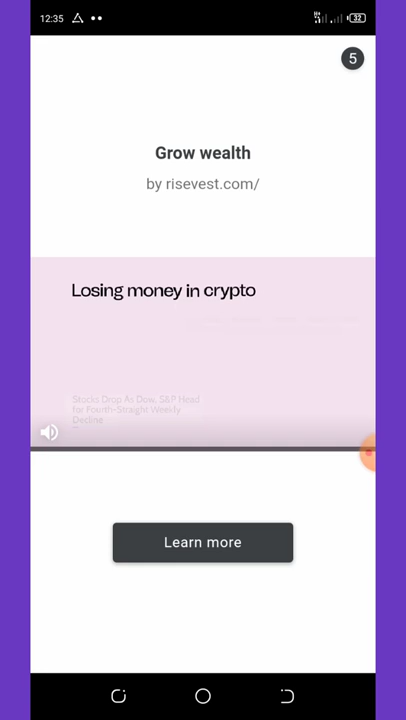 12:35
32
5
Grow wealth
by risevest.com/
Losing money in crypto
Stocks Drop As Dow, S&P Head
for Fourth-Straight Weekly
Decline
Learn more